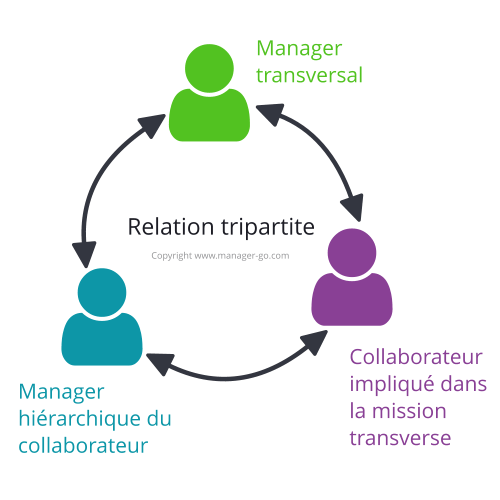 Manager
transversal
Relation tripartite
Copyright www.manager-go.com
Collaborateur
impliqué dans
la mission
transverse
Manager
hiérarchique du
collaborateur